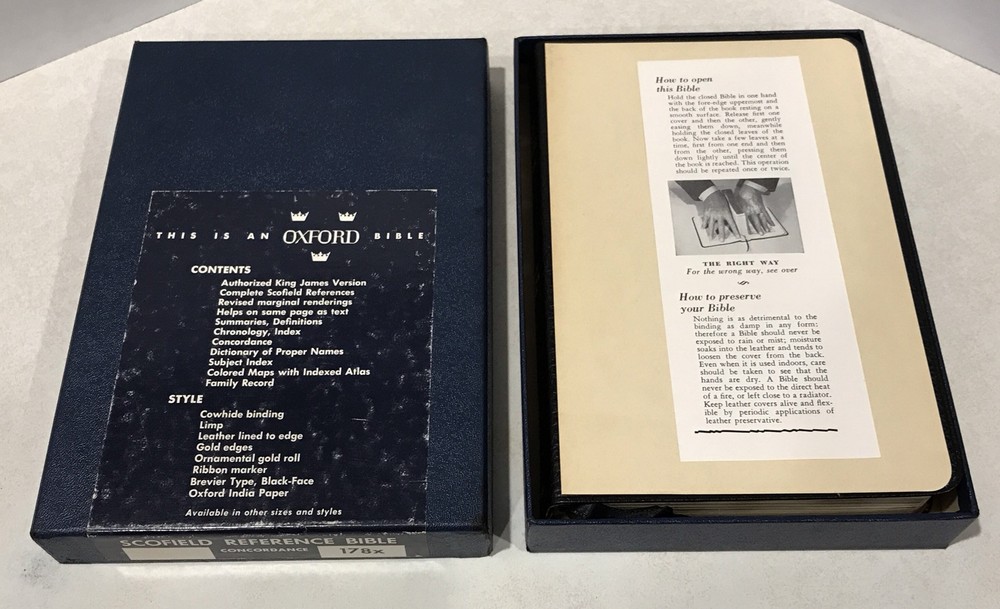 THIS IS AN OXFORD BIBLE
CONTENTS
Authorized King James Version
Complete Scofield References
Revised marginal renderings
Helps on same page as text
Summaries, Definitions
Chronology, Index
Concordance
Dictionary of Proper Names
Subject Index
Colored Maps with Indexed Atlas
Family Record
STYLE
Cowhide binding
Limp
Leather lined to edge
Gold edges
Ornamental gold roll
Ribbon marker
Brevier Type, Black-Face
Oxford India Paper
Available in other sizes and styles
SCOFIELD REFERENCE BIBLE
CONCORDANCE 178x
How to open
this Bible
Hold the closed Bible in one hand
with the fore-edge uppermost and
the back of the book resting on a
smooth surface. Release first one
cover and then the other, gently
easing them down, meanwhile
holding the closed leaves of the
book. Now take a few leaves at a
time, first from one end and then
from the other, pressing them
down lightly until the center of
the book is reached. This operation
should be repeated once or twice.
THE RIGHT WAY
For the wrong way, see over
How to preserve
your Bible
Nothing is as detrimental to the
binding as damp in any form:
therefore a Bible should never be
exposed to rain or mist; moisture
soaks into the leather and tends to
loosen the cover from the back.
Even when it is used indoors, care
should be taken to see that the
hands are dry. A Bible should
never be exposed to the direct heat
of a fire, or left close to a radiator.
Keep leather covers alive and flex-
ible by periodic applications of
leather preservative.